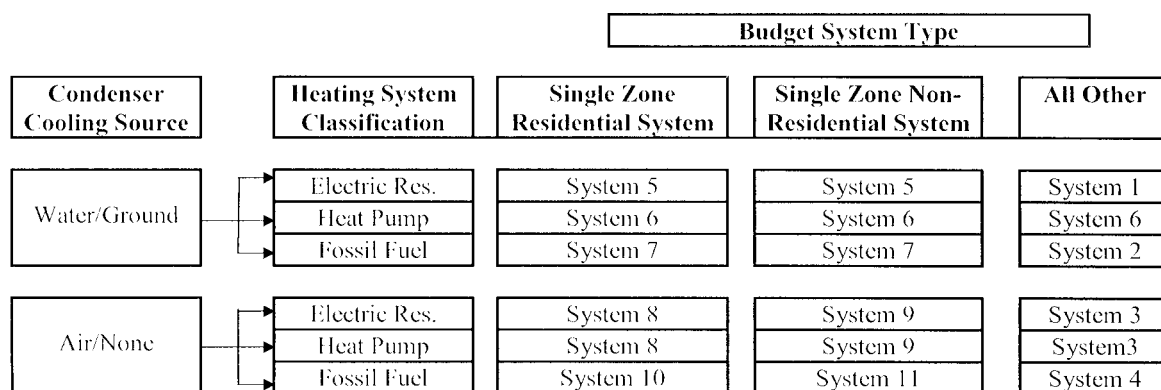 Budget System Type
Condenser Cooling Source
Heating System Classification
Single Zone Residential System
Single Zone Non-Residential System
All Other
Water/Ground
Electric Res.
System 5
System 5
System 1
Heat Pump
System 6
System 6
System 6
Fossil Fuel
System 7
System 7
System 2
Air/None
Electric Res.
System 8
System 9
System 3
Heat Pump
System 8
System 9
System3
Fossil Fuel
System 10
System 11
System 4